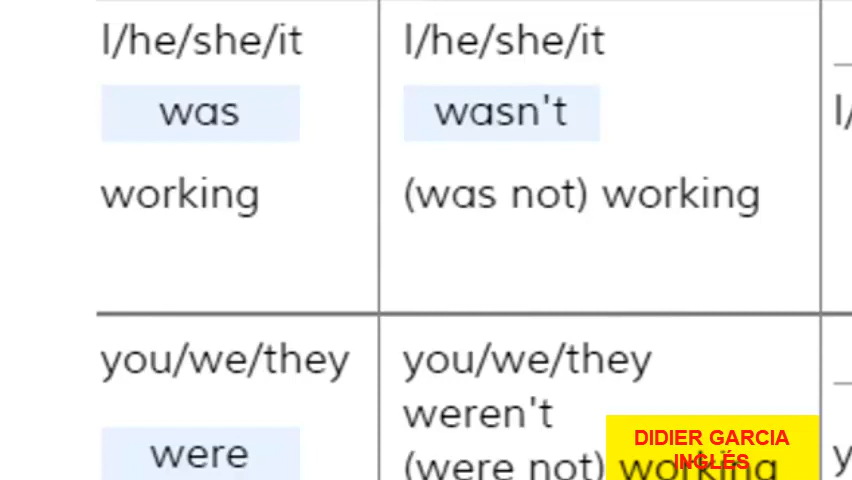 I/he/she/it
was
working
I/he/she/it
wasn't
(was not) working
I/
you/we/they
were
you/we/they
weren't
(were not) working
y
DIDIER GARCIA
INGLÉS